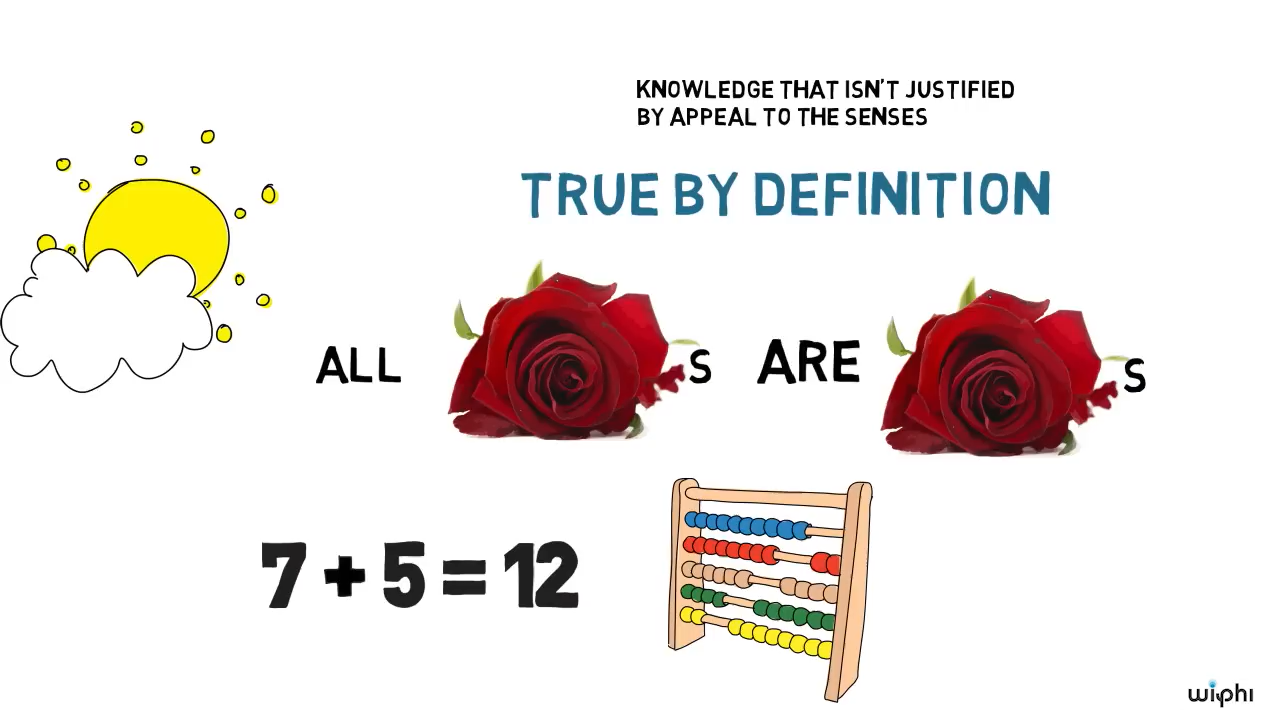 KNOWLEDGE THAT ISN'T JUSTIFIED
BY APPEAL TO THE SENSES
TRUE BY DEFINITION
ALL S ARE S
7 + 5 = 12
wiphi